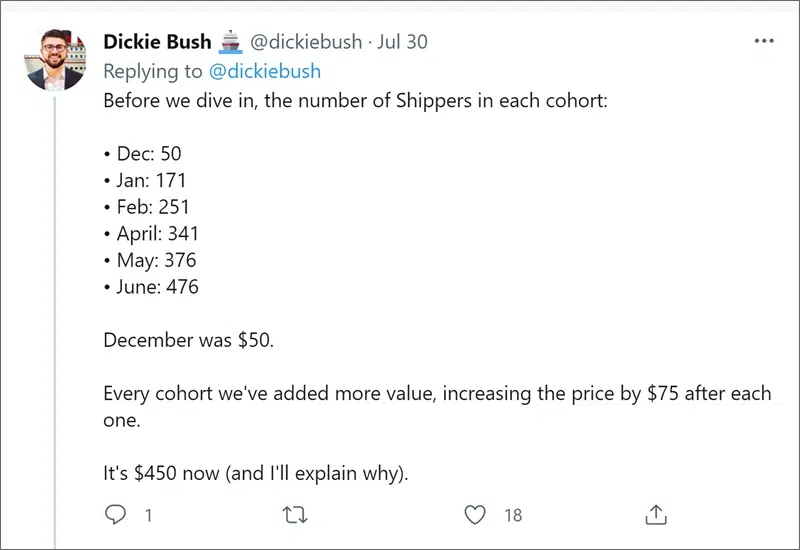 Dickie Bush 🚢 @dickiebush · Jul 30
Replying to @dickiebush
Before we dive in, the number of Shippers in each cohort:
• Dec: 50
• Jan: 171
• Feb: 251
• April: 341
• May: 376
• June: 476
December was $50.
Every cohort we've added more value, increasing the price by $75 after each
one.
It's $450 now (and I'll explain why).
1 18